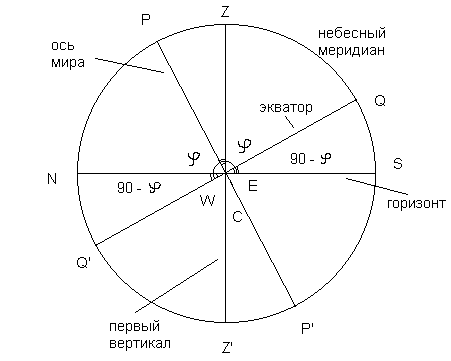 Z
P
небесный
меридиан
ось
мира
Q
экватор
φ
φ
90 - φ
S
N
90 - φ
W
E
горизонт
C
Q'
первый
вертикал
P'
Z'